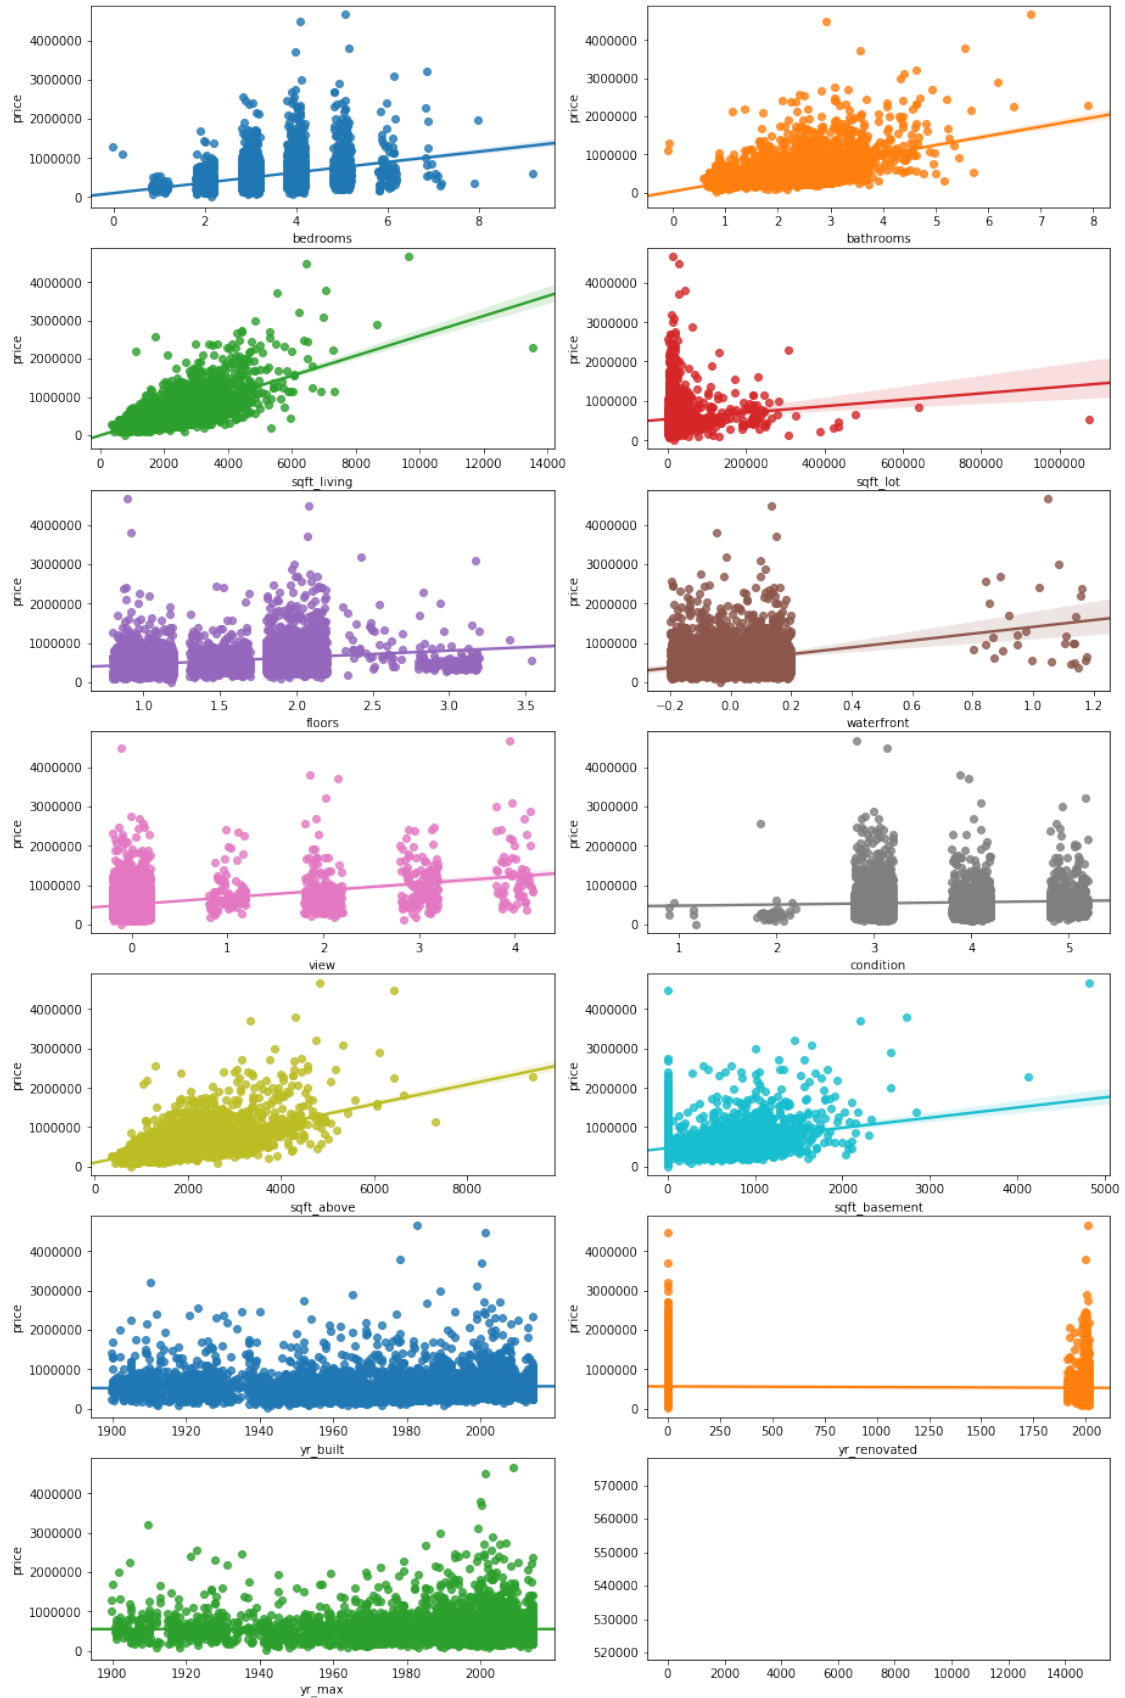 4000000 4000000
3000000 3000000
price 2000000 price 2000000
1000000 1000000
0 0
0 2 4 6 8 0 1 2 3 4 5 6 7 8
bedrooms bathrooms
4000000 4000000
3000000 3000000
price 2000000 price 2000000
1000000 1000000
0 0
0 2000 4000 6000 8000 10000 12000 14000 0 200000 400000 600000 800000 1000000
sqft_living sqft_lot
4000000 4000000
3000000 3000000
price 2000000 price 2000000
1000000 1000000
0 0
1.0 1.5 2.0 2.5 3.0 3.5 −0.2 0.0 0.2 0.4 0.6 0.8 1.0 1.2
floors waterfront
4000000 4000000
3000000 3000000
price 2000000 price 2000000
1000000 1000000
0 0
0 1 2 3 4 1 2 3 4 5
view condition
4000000 4000000
3000000 3000000
price 2000000 price 2000000
1000000 1000000
0 0
0 2000 4000 6000 8000 0 1000 2000 3000 4000 5000
sqft_above sqft_basement
4000000 4000000
3000000 3000000
price 2000000 price 2000000
1000000 1000000
0 0
1900 1920 1940 1960 1980 2000 0 250 500 750 1000 1250 1500 1750 2000
yr_built yr_renovated
4000000 570000
3000000 560000
price 2000000 550000
1000000 540000
0 530000
520000
1900 1920 1940 1960 1980 2000 0 2000 4000 6000 8000 10000 12000 14000
yr_max